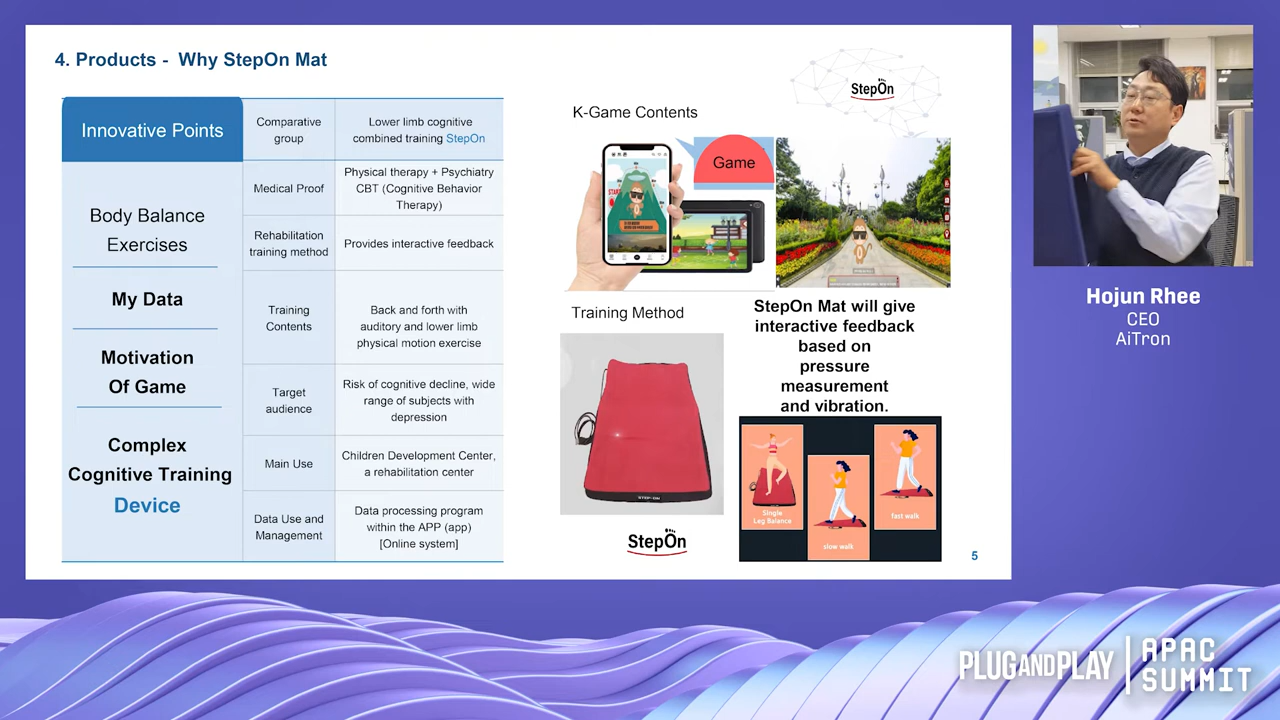 4. Products - Why StepOn Mat
Innovative Points
Body Balance
Exercises
My Data
Motivation
Of Game
Complex
Cognitive Training
Device
Comparative
group
Lower limb cognitive
combined training StepOn
Medical Proof
Physical therapy + Psychiatry
CBT (Cognitive Behavior
Therapy)
Rehabilitation
training method
Provides interactive feedback
Training
Contents
Back and forth with
auditory and lower limb
physical motion exercise
Target
audience
Risk of cognitive decline, wide
range of subjects with
depression
Main Use
Children Development Center,
a rehabilitation center
Data Use and
Management
Data processing program
within the APP (app)
[Online system]
StepOn
K-Game Contents
Game
Training Method
StepOn Mat will give
interactive feedback
based on
pressure
measurement
and vibration.
STEP-ON
StepOn
Single
Leg Balance
slow walk
fast walk
5
Hojun Rhee
CEO
AiTron
PLUG AND PLAY
APAC
SUMMIT